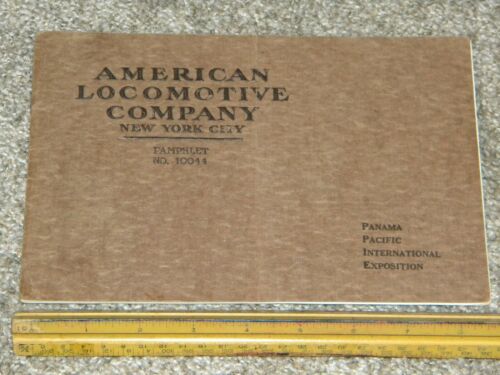 AMERICAN
LOCOMOTIVE
COMPANY
NEW YORK CITY
PAMPHLET
NO. 10044
PANAMA
PACIFIC
INTERNATIONAL
EXPOSITION